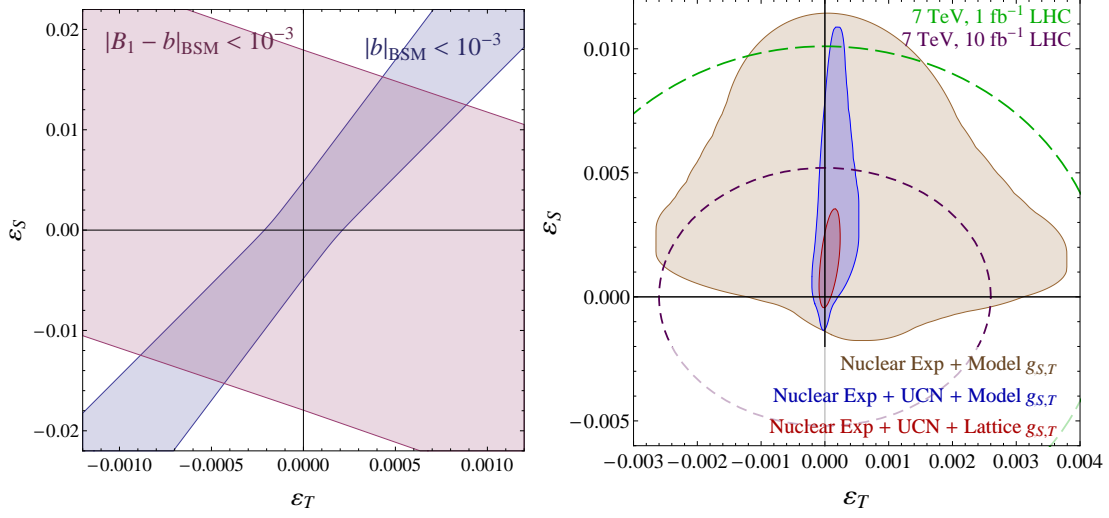 |B₁ − b|BSM < 10⁻³
|b|BSM < 10⁻³
0.02
0.01
0.00
−0.01
−0.02
εS
−0.0010
−0.0005
0.0000
0.0005
0.0010
εT
7 TeV, 1 fb⁻¹ LHC
7 TeV, 10 fb⁻¹ LHC
0.010
0.005
0.000
−0.005
εS
Nuclear Exp + Model gS,T
Nuclear Exp + UCN + Model gS,T
Nuclear Exp + UCN + Lattice gS,T
−0.003
−0.002
−0.001
0.000
0.001
0.002
0.003
0.004
εT